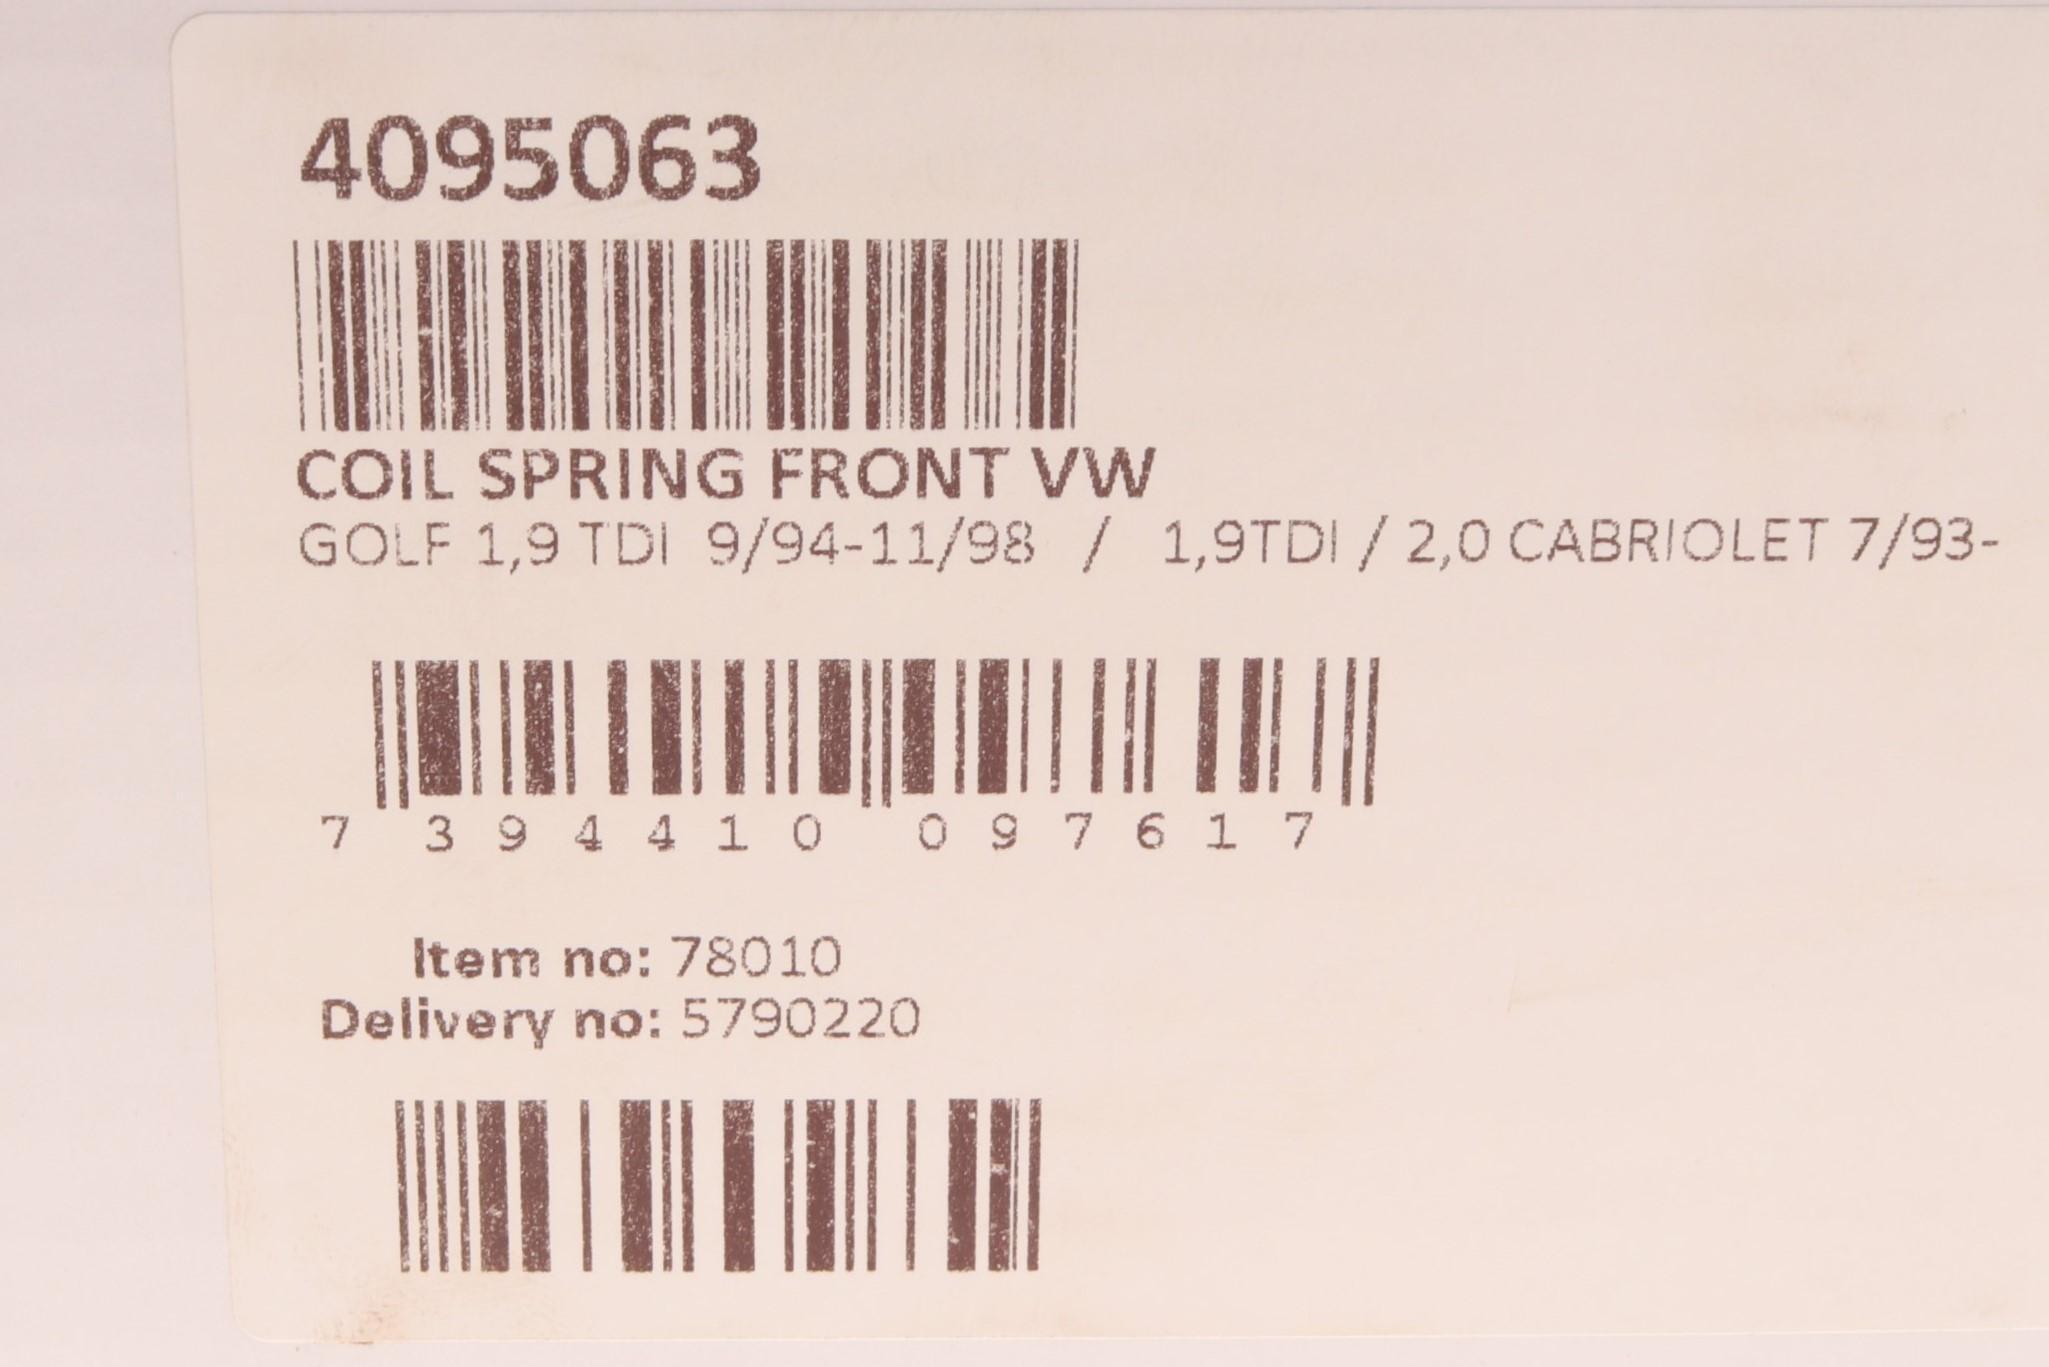 4095063
COIL SPRING FRONT VW
GOLF 1,9 TDI 9/94-11/98 / 1,9TDI / 2,0 CABRIOLET 7/93-
7 394410 097617
Item no: 78010
Delivery no: 5790220